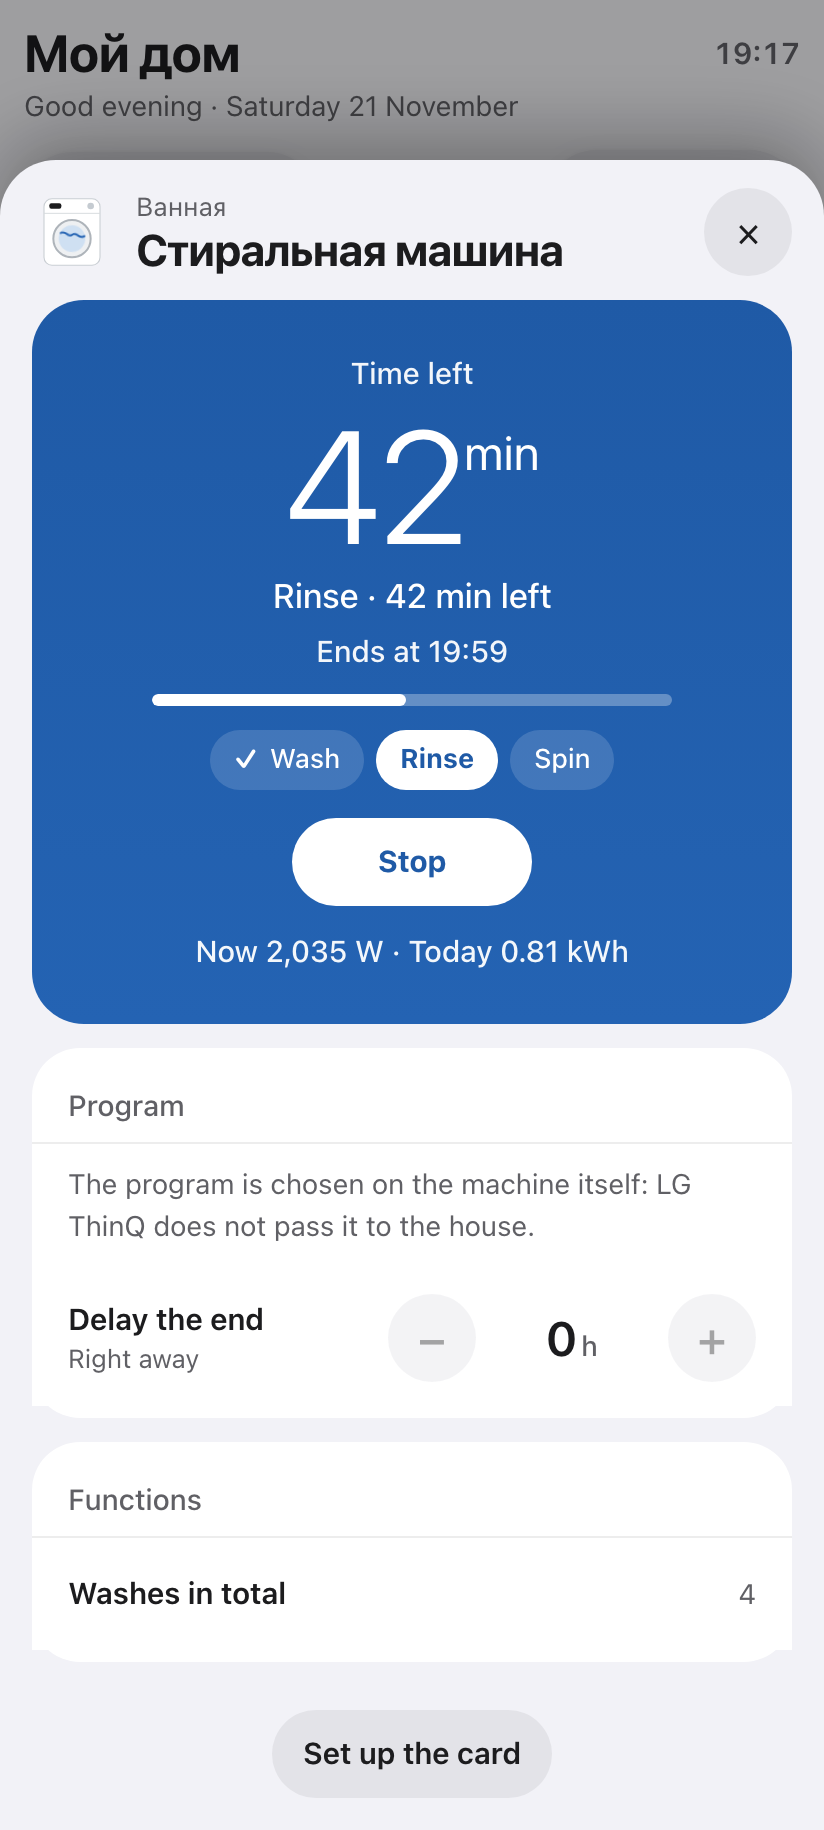 Мой дом
19:17
Good evening · Saturday 21 November
Ванная
Стиральная машина
Time left
42 min
Rinse · 42 min left
Ends at 19:59
Wash
Rinse
Spin
Stop
Now 2,035 W · Today 0.81 kWh
Program
The program is chosen on the machine itself: LG
ThinQ does not pass it to the house.
Delay the end
Right away
0 h
Functions
Washes in total
4
Set up the card